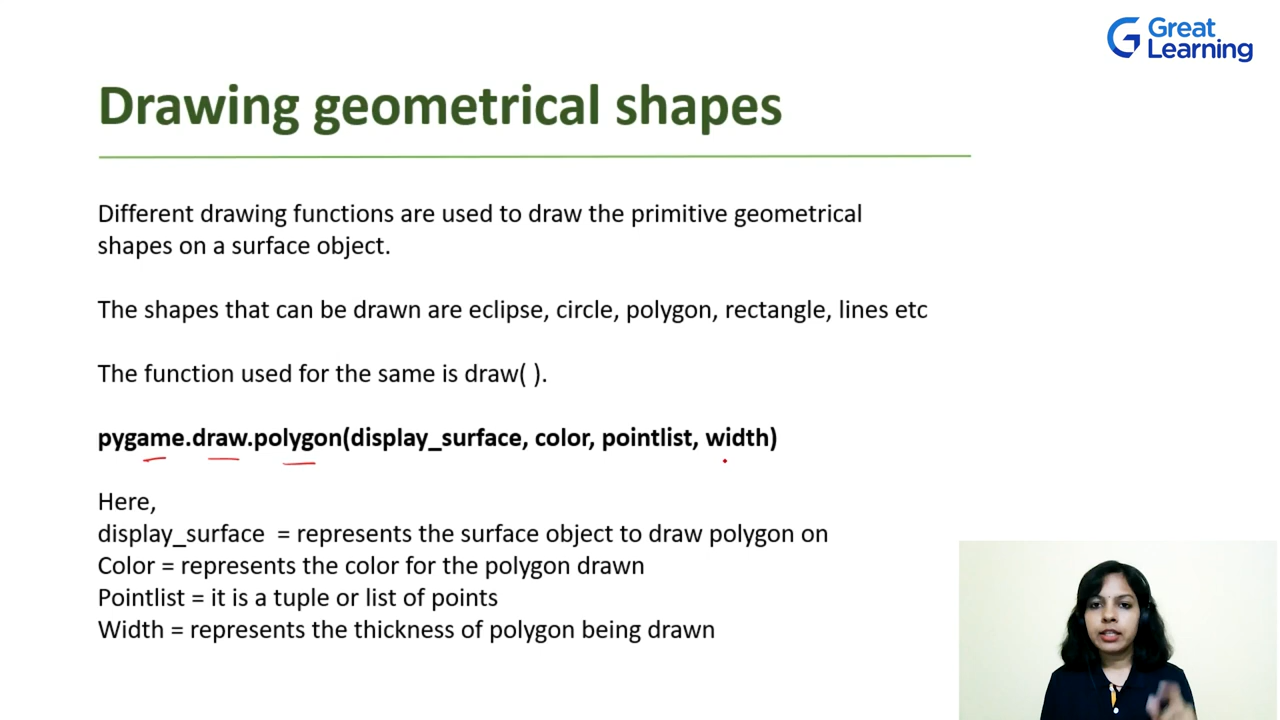 Great
Learning
Drawing geometrical shapes
Different drawing functions are used to draw the primitive geometrical
shapes on a surface object.
The shapes that can be drawn are eclipse, circle, polygon, rectangle, lines etc
The function used for the same is draw( ).
pygame.draw.polygon(display_surface, color, pointlist, width)
Here,
display_surface  = represents the surface object to draw polygon on
Color = represents the color for the polygon drawn
Pointlist = it is a tuple or list of points
Width = represents the thickness of polygon being drawn